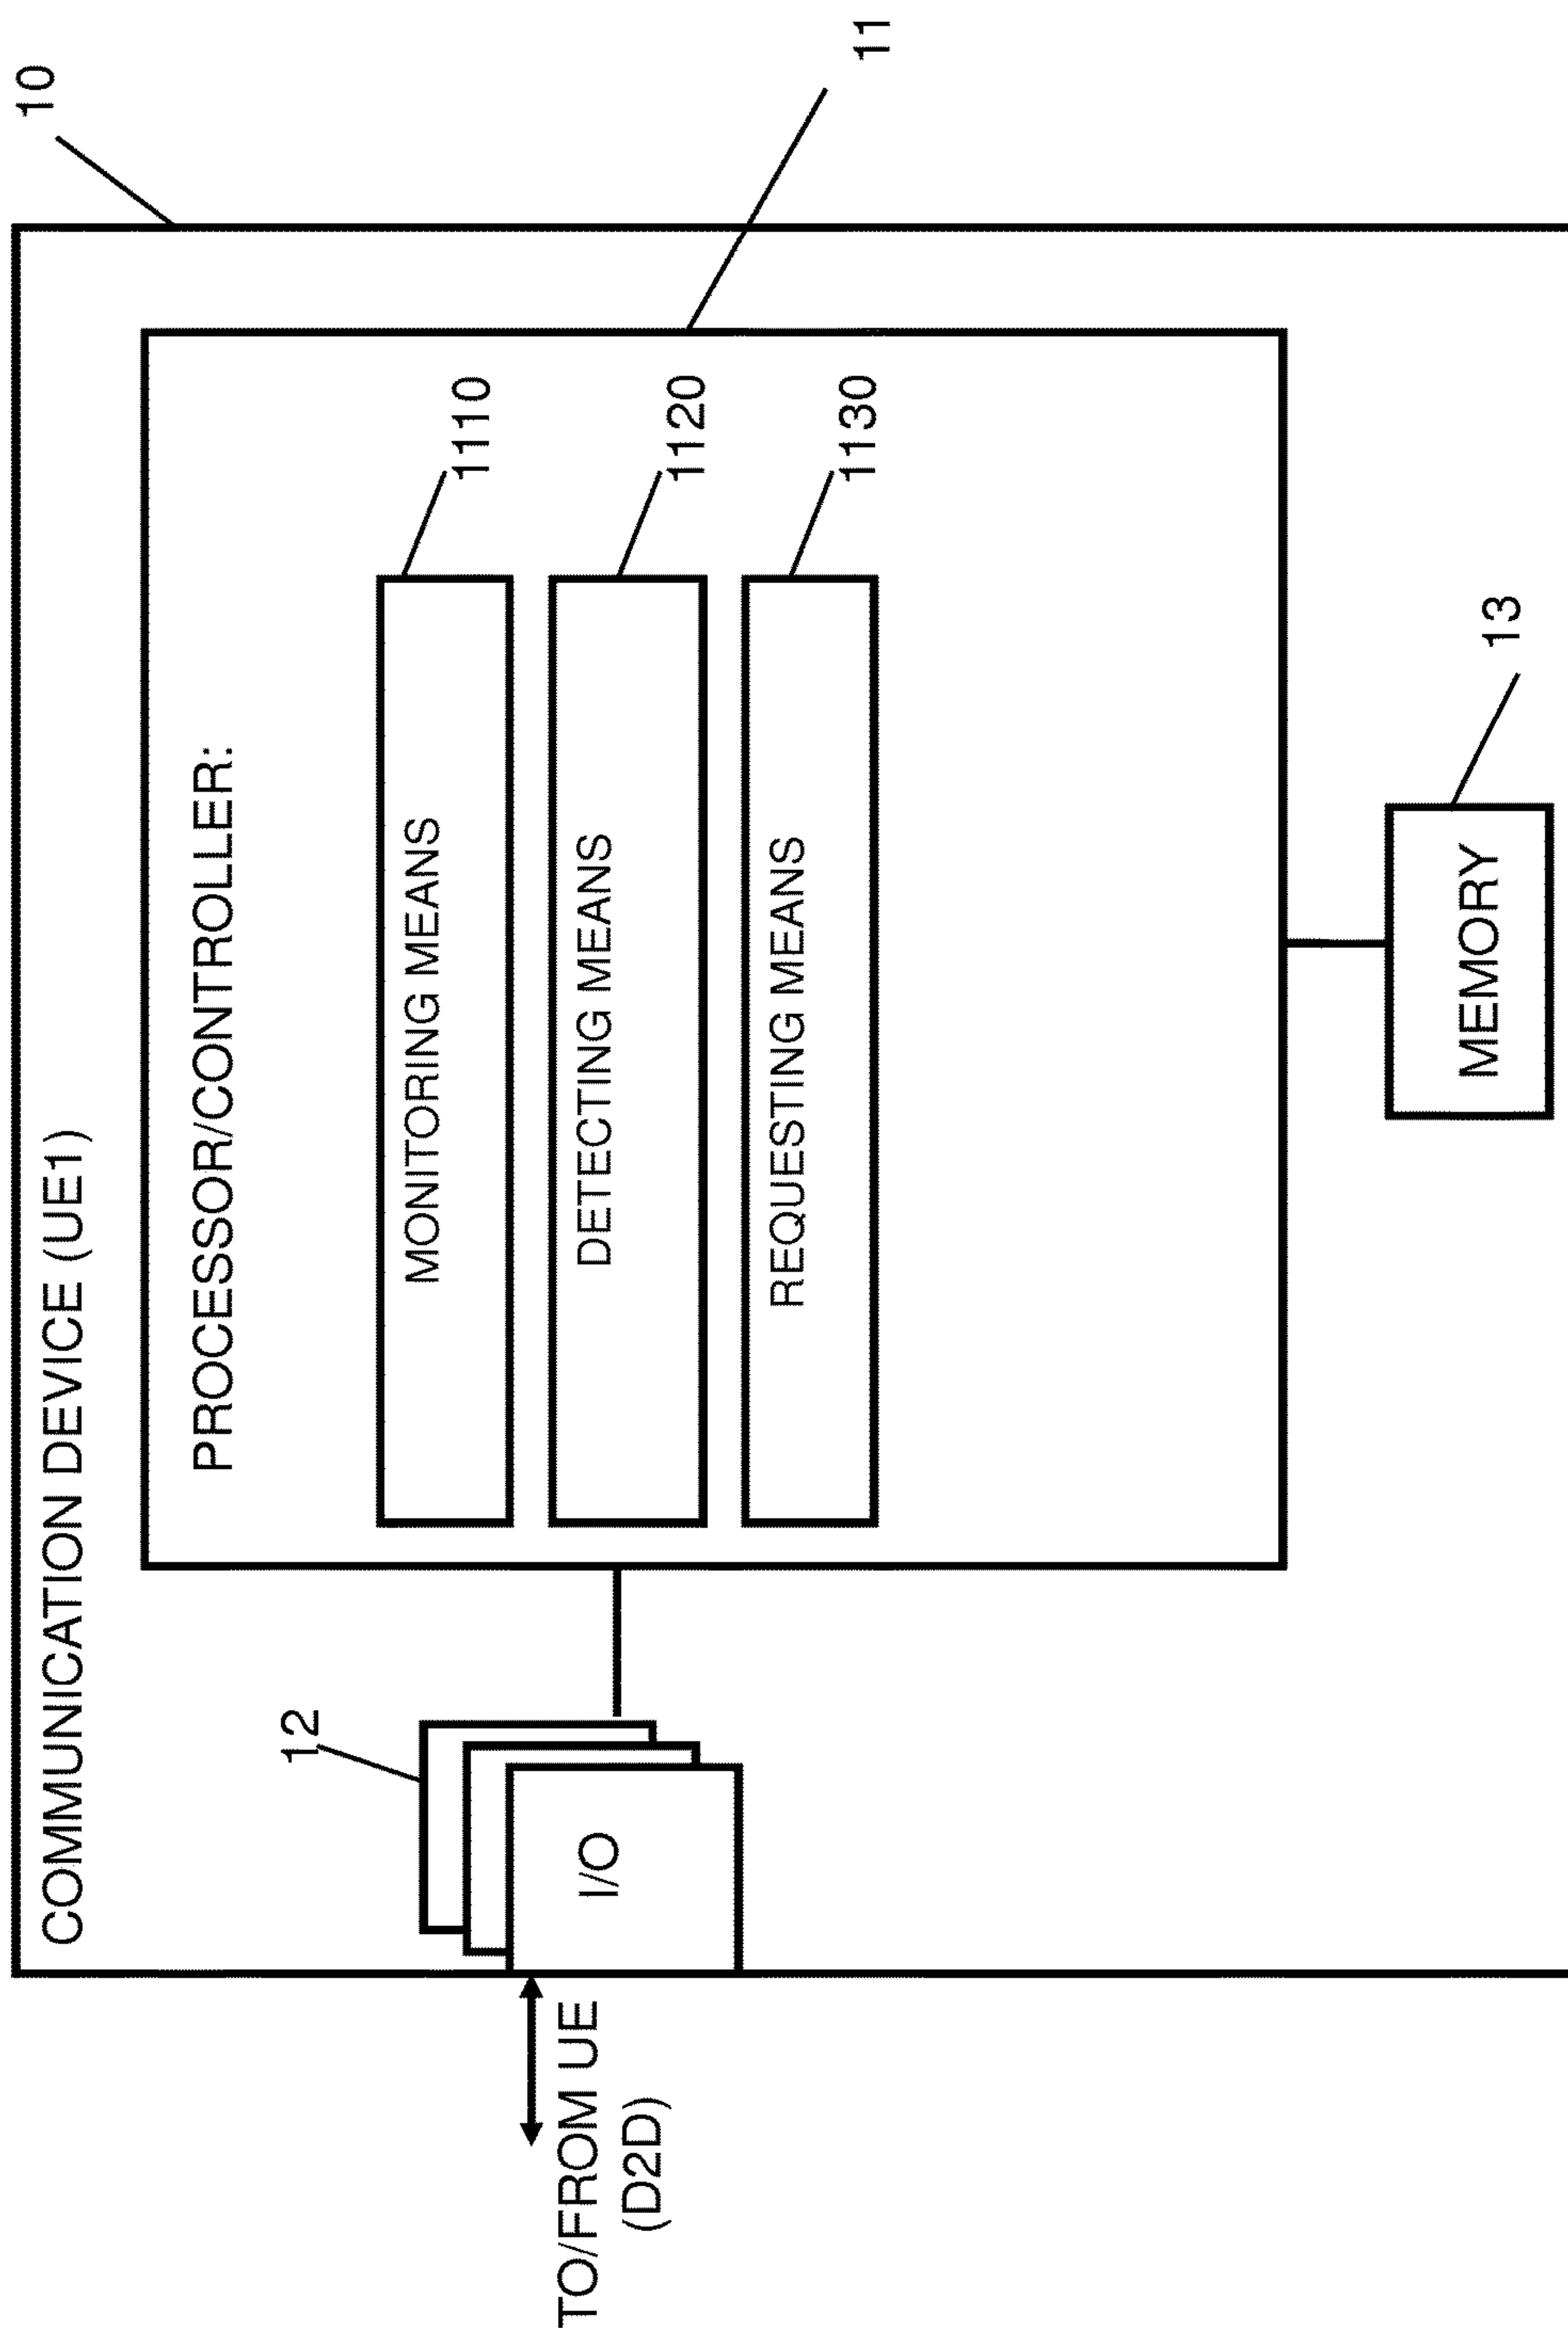 COMMUNICATION DEVICE (UE1)
10
PROCESSOR/CONTROLLER:
11
12
I/O
TO/FROM UE
(D2D)
MONITORING MEANS
1110
DETECTING MEANS
1120
REQUESTING MEANS
1130
MEMORY
13